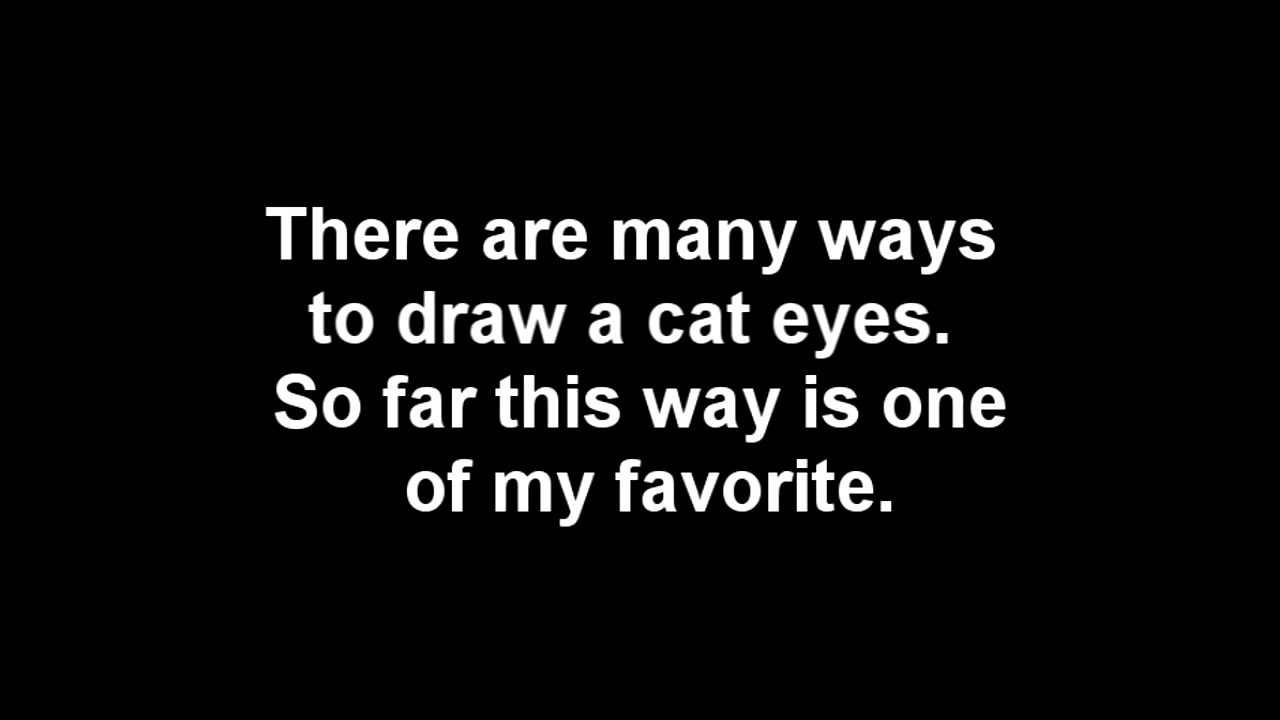 There are many ways
to draw a cat eyes.
So far this way is one
of my favorite.